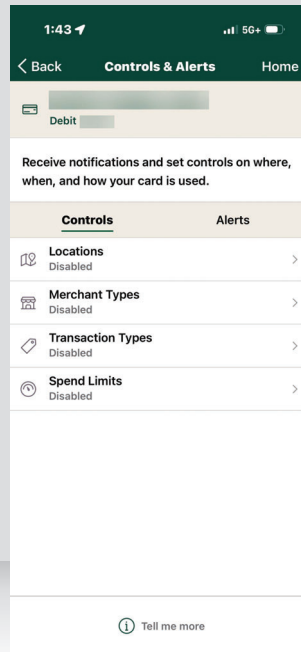 1:43 5G+
Back Controls & Alerts Home
Debit
Receive notifications and set controls on where,
when, and how your card is used.
Controls Alerts
Locations
Disabled
Merchant Types
Disabled
Transaction Types
Disabled
Spend Limits
Disabled
Tell me more